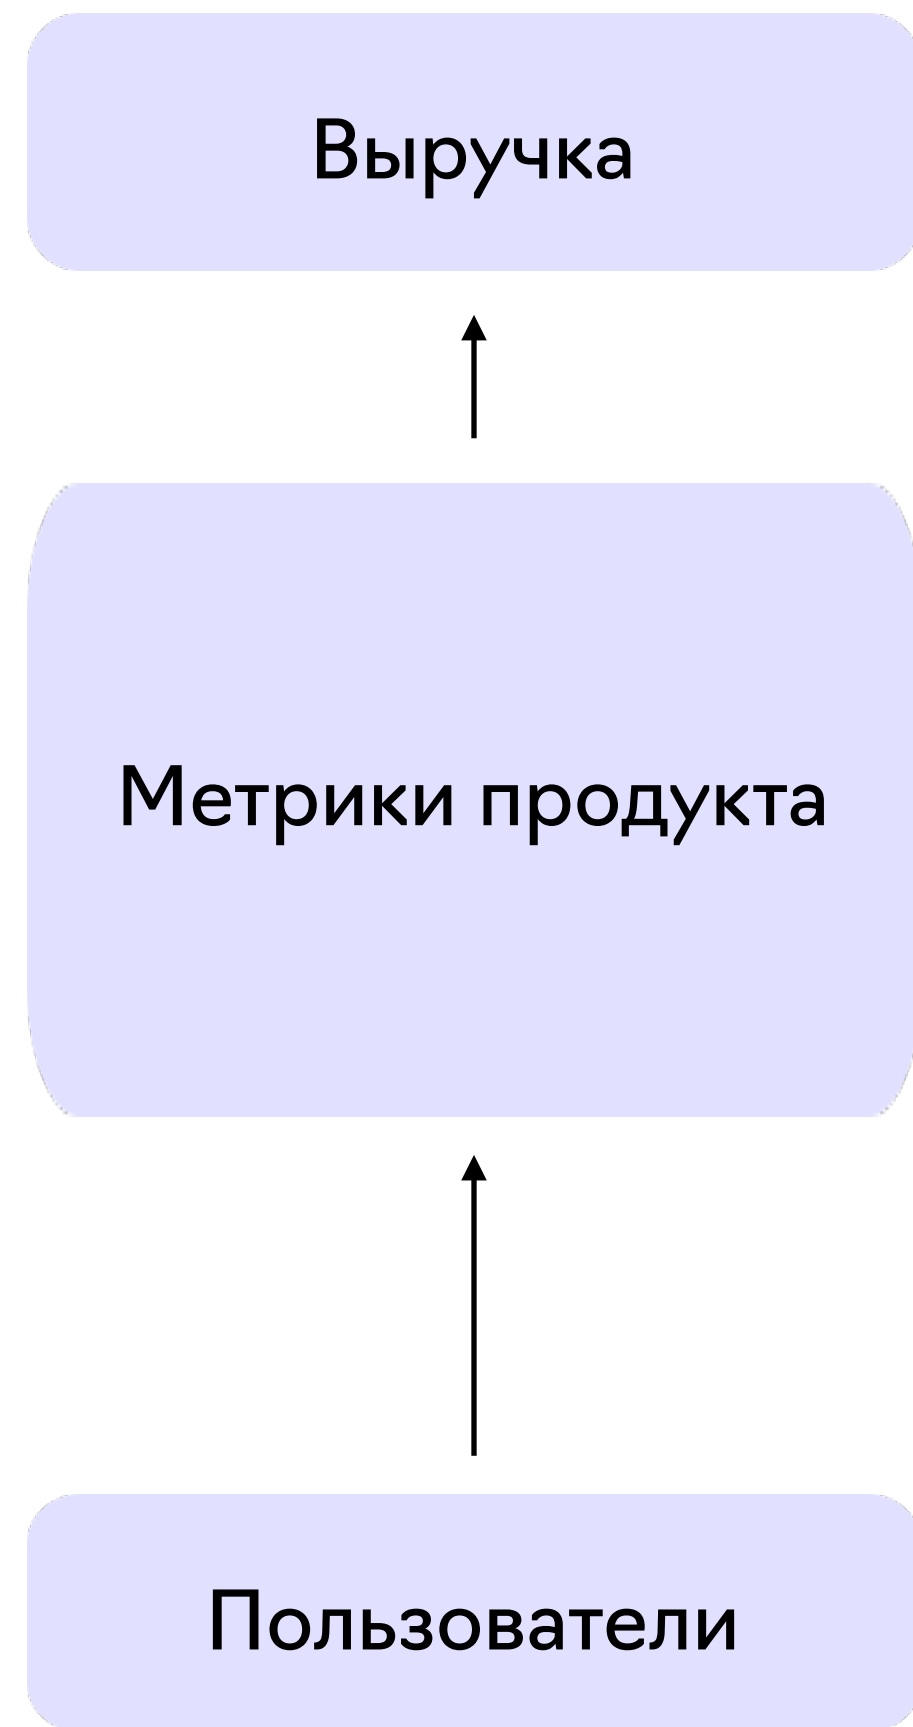 Выручка
Метрики продукта
Пользователи